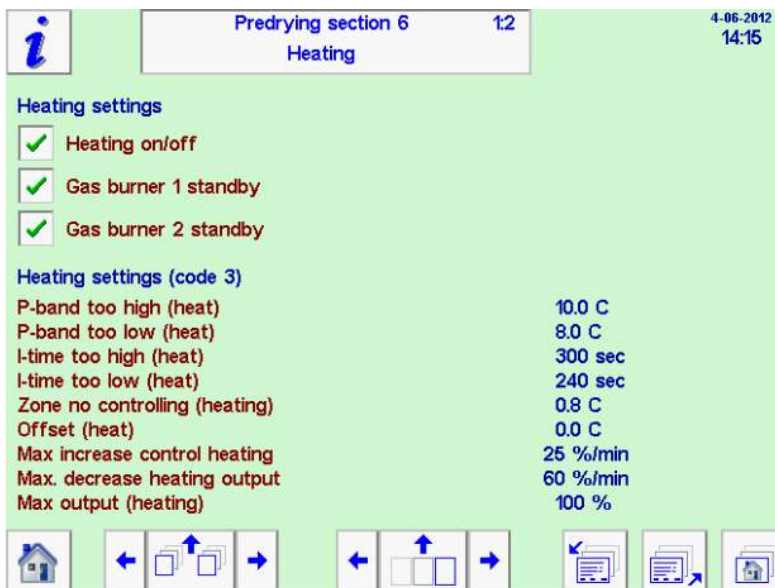 i
Predrying section 6 1:2
Heating
4-06-2012
14:15
Heating settings
Heating on/off
Gas burner 1 standby
Gas burner 2 standby
Heating settings (code 3)
P-band too high (heat) 10.0 C
P-band too low (heat) 8.0 C
I-time too high (heat) 300 sec
I-time too low (heat) 240 sec
Zone no controlling (heating) 0.8 C
Offset (heat) 0.0 C
Max increase control heating 25 %/min
Max. decrease heating output 60 %/min
Max output (heating) 100 %